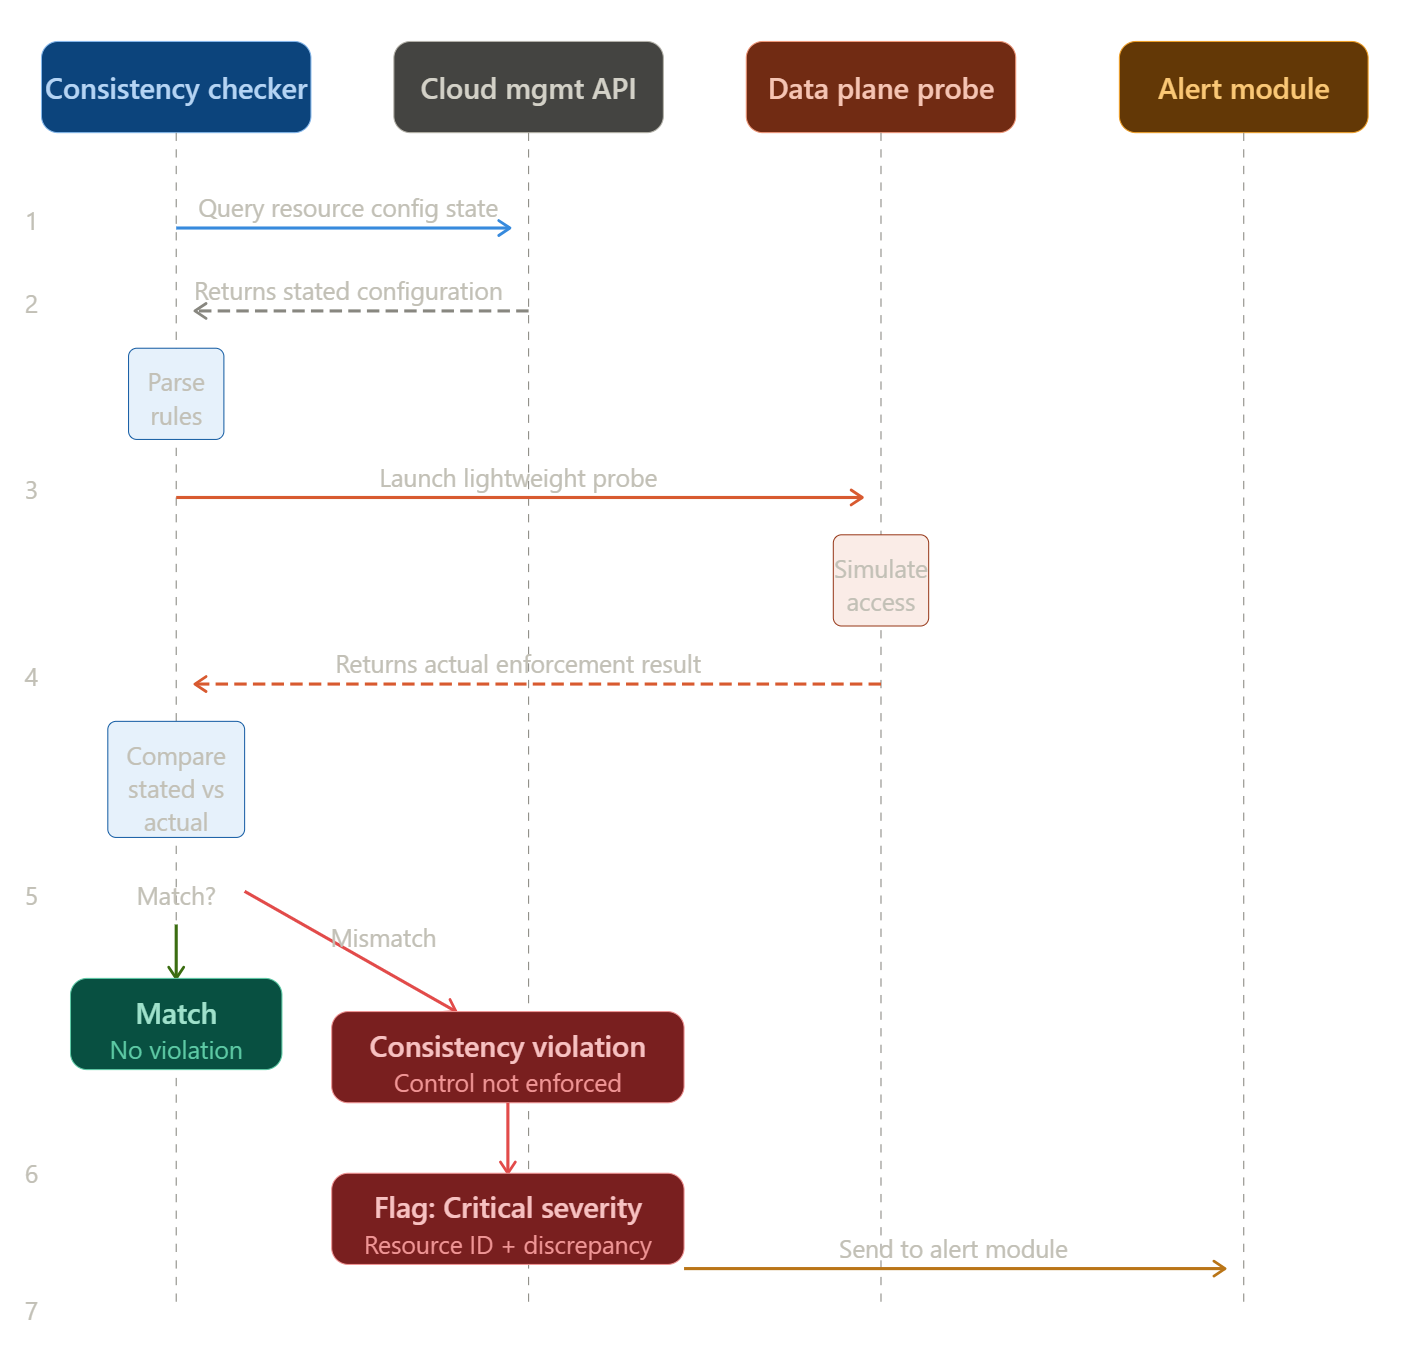 Consistency checker
Cloud mgmt API
Data plane probe
Alert module
1
Query resource config state
2
Returns stated configuration
Parse
rules
3
Launch lightweight probe
Simulate
access
4
Returns actual enforcement result
Compare
stated vs
actual
5
Match?
Mismatch
Match
No violation
Consistency violation
Control not enforced
6
Flag: Critical severity
Resource ID + discrepancy
Send to alert module
7